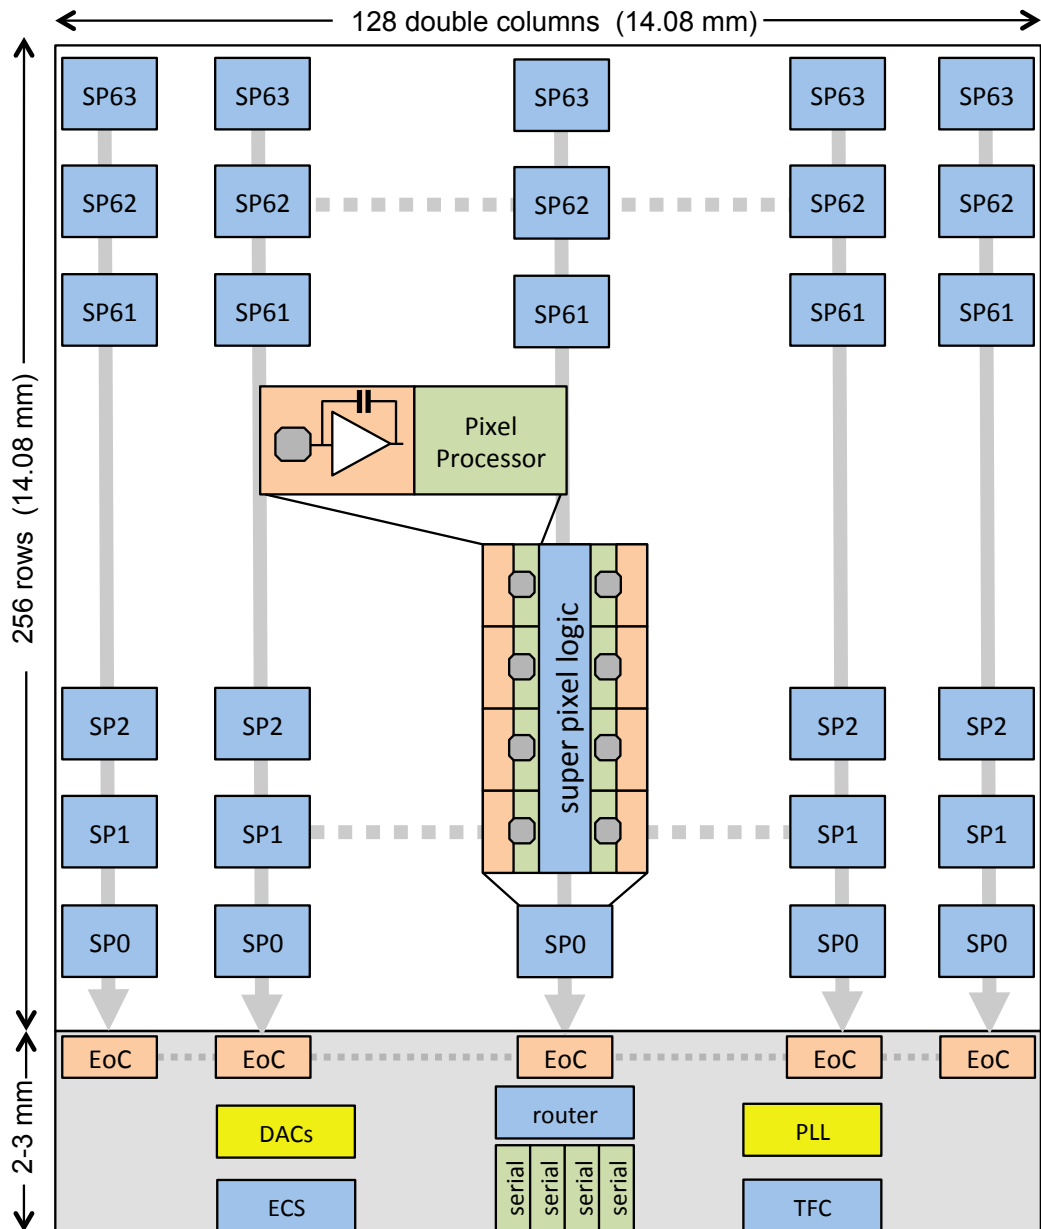 128 double columns (14.08 mm)
256 rows (14.08 mm)
SP63 SP63 SP63 SP63 SP63
SP62 SP62 SP62 SP62 SP62
SP61 SP61 SP61 SP61 SP61
Pixel
Processor
super pixel logic
SP2 SP2 SP2 SP2
SP1 SP1 SP1 SP1
SP0 SP0 SP0 SP0 SP0
2-3 mm
EoC EoC EoC EoC EoC
DACs router PLL
ECS serial serial serial serial TFC